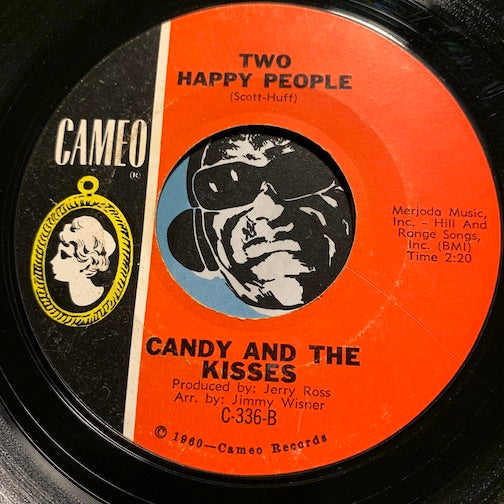 TWO
HAPPY PEOPLE
(Scott-Huff)
CAMEO
(R)
Merjoda Music,
Inc. - Hill And
Range Songs,
Inc. (BMI)
Time 2:20
CANDY AND THE
KISSES
Produced by: Jerry Ross
Arr. by: Jimmy Wisner
C-336-B
© 1960—Cameo Records